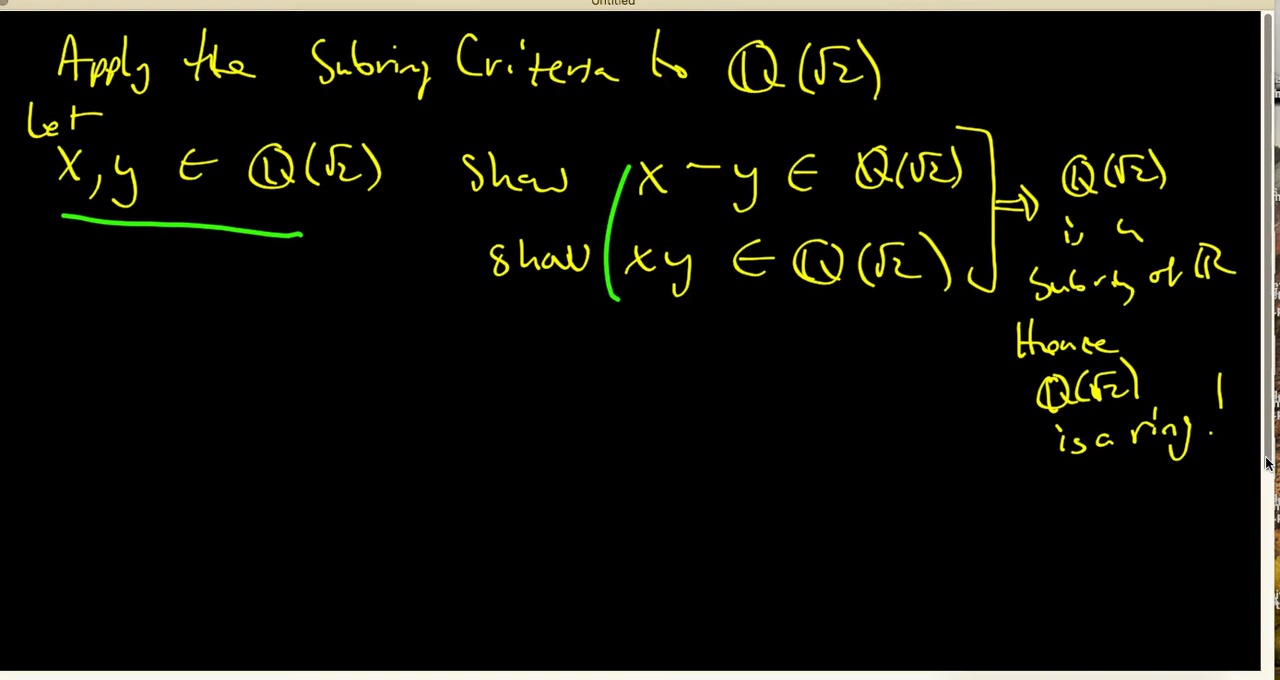 Untitled
Apply the Subring Criteria to ℚ(√2)
Let
x, y ∈ ℚ(√2) show x - y ∈ ℚ(√2) ⇒ ℚ(√2)
is a
show xy ∈ ℚ(√2)
Subring of ℝ
Hence
ℚ(√2)
is a ring!